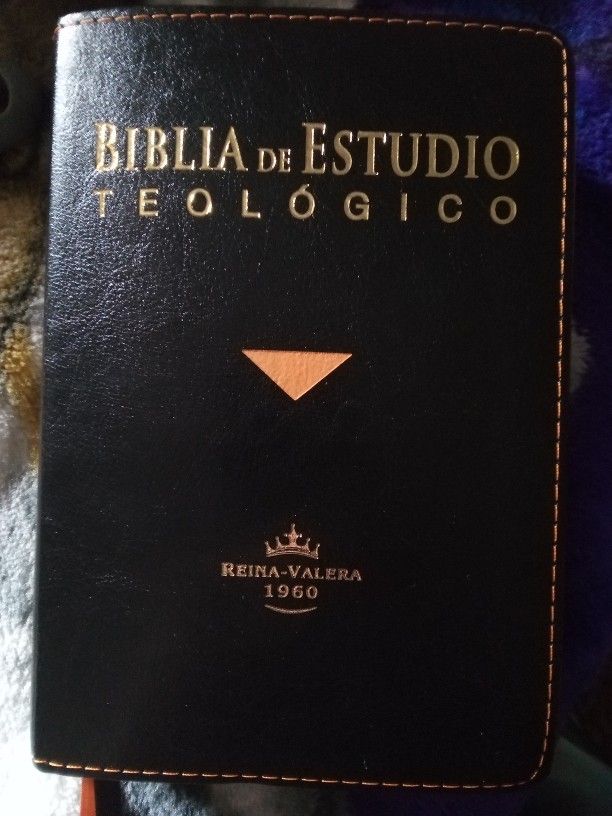 BIBLIA DE ESTUDIO
TEOLÓGICO
REINA-VALERA
1960